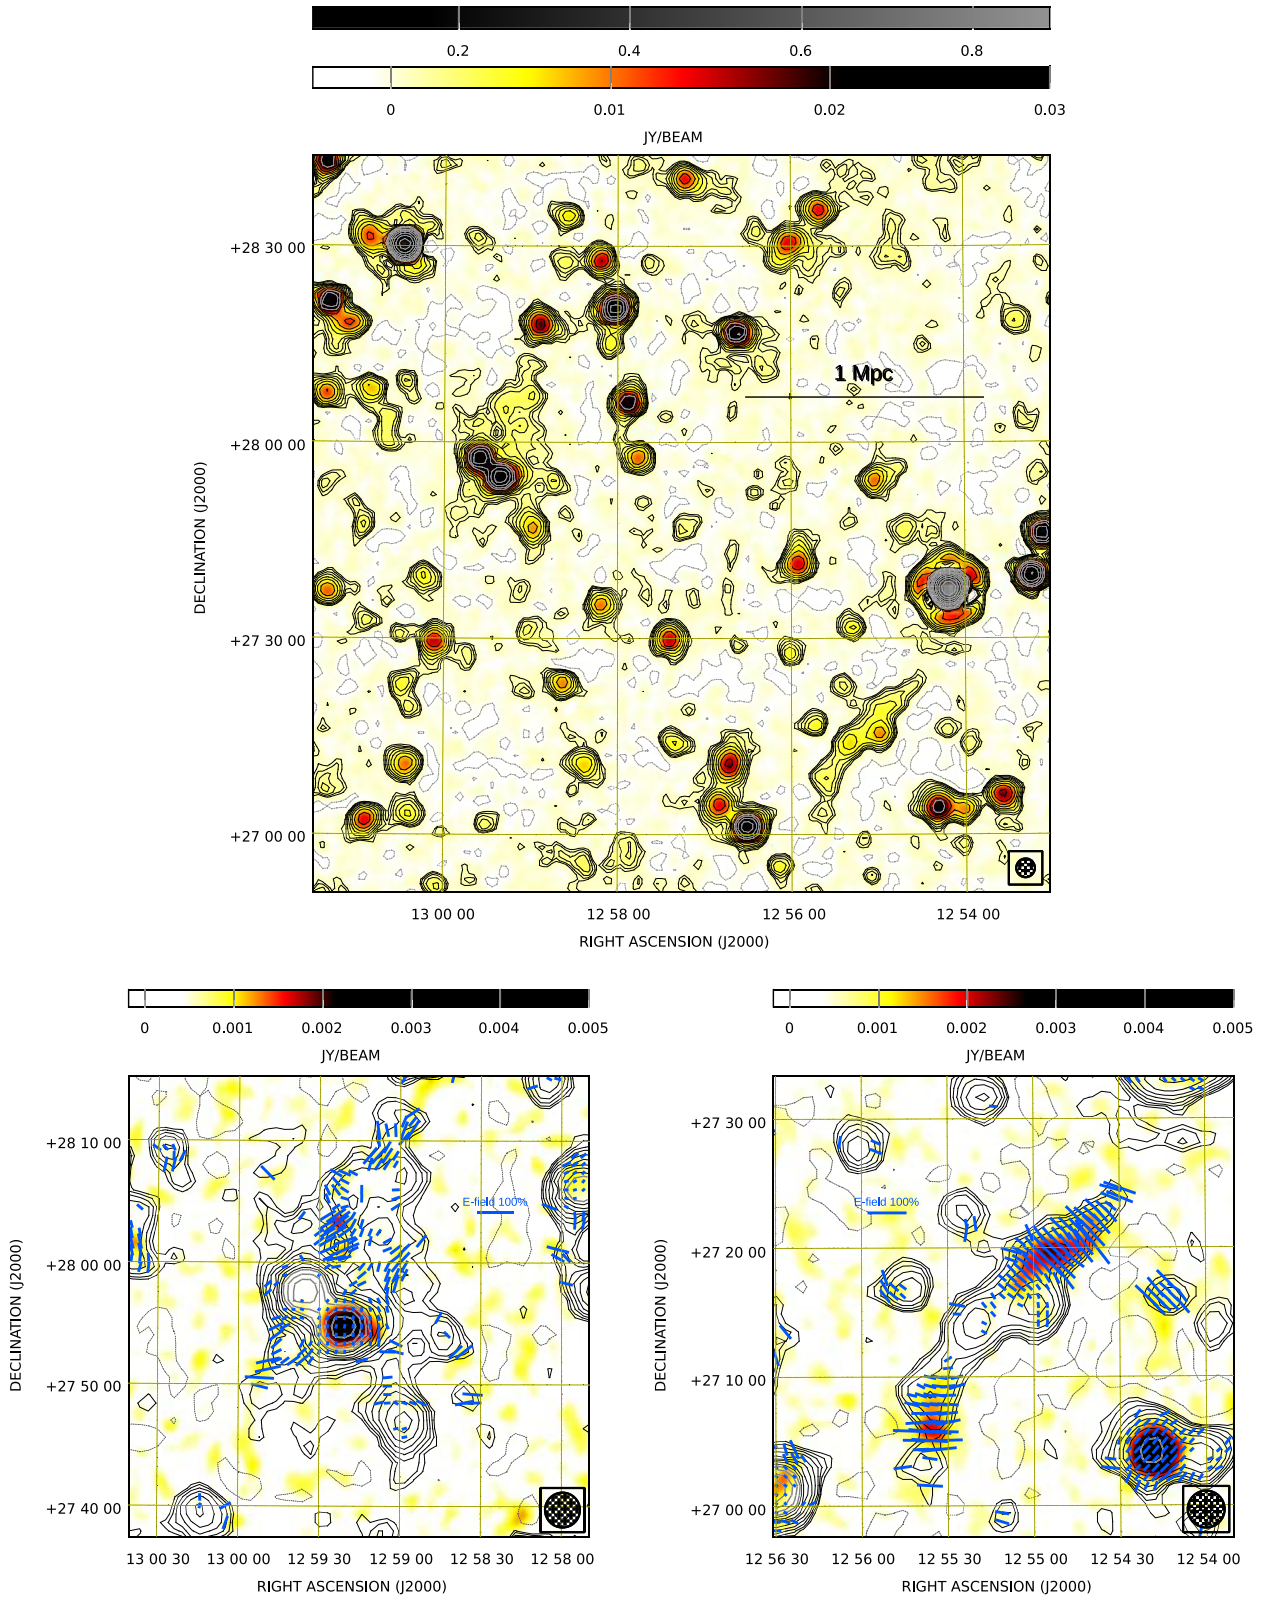 0.2 0.4 0.6 0.8
0 0.01 0.02 0.03
JY/BEAM
1 Mpc
+28 30 00
+28 00 00
+27 30 00
+27 00 00
DECLINATION (J2000)
13 00 00 12 58 00 12 56 00 12 54 00
RIGHT ASCENSION (J2000)
0 0.001 0.002 0.003 0.004 0.005
JY/BEAM
E-field 100%
+28 10 00
+28 00 00
+27 50 00
+27 40 00
DECLINATION (J2000)
13 00 30 13 00 00 12 59 30 12 59 00 12 58 30 12 58 00
RIGHT ASCENSION (J2000)
0 0.001 0.002 0.003 0.004 0.005
JY/BEAM
E-field 100%
+27 30 00
+27 20 00
+27 10 00
+27 00 00
DECLINATION (J2000)
12 56 30 12 56 00 12 55 30 12 55 00 12 54 30 12 54 00
RIGHT ASCENSION (J2000)